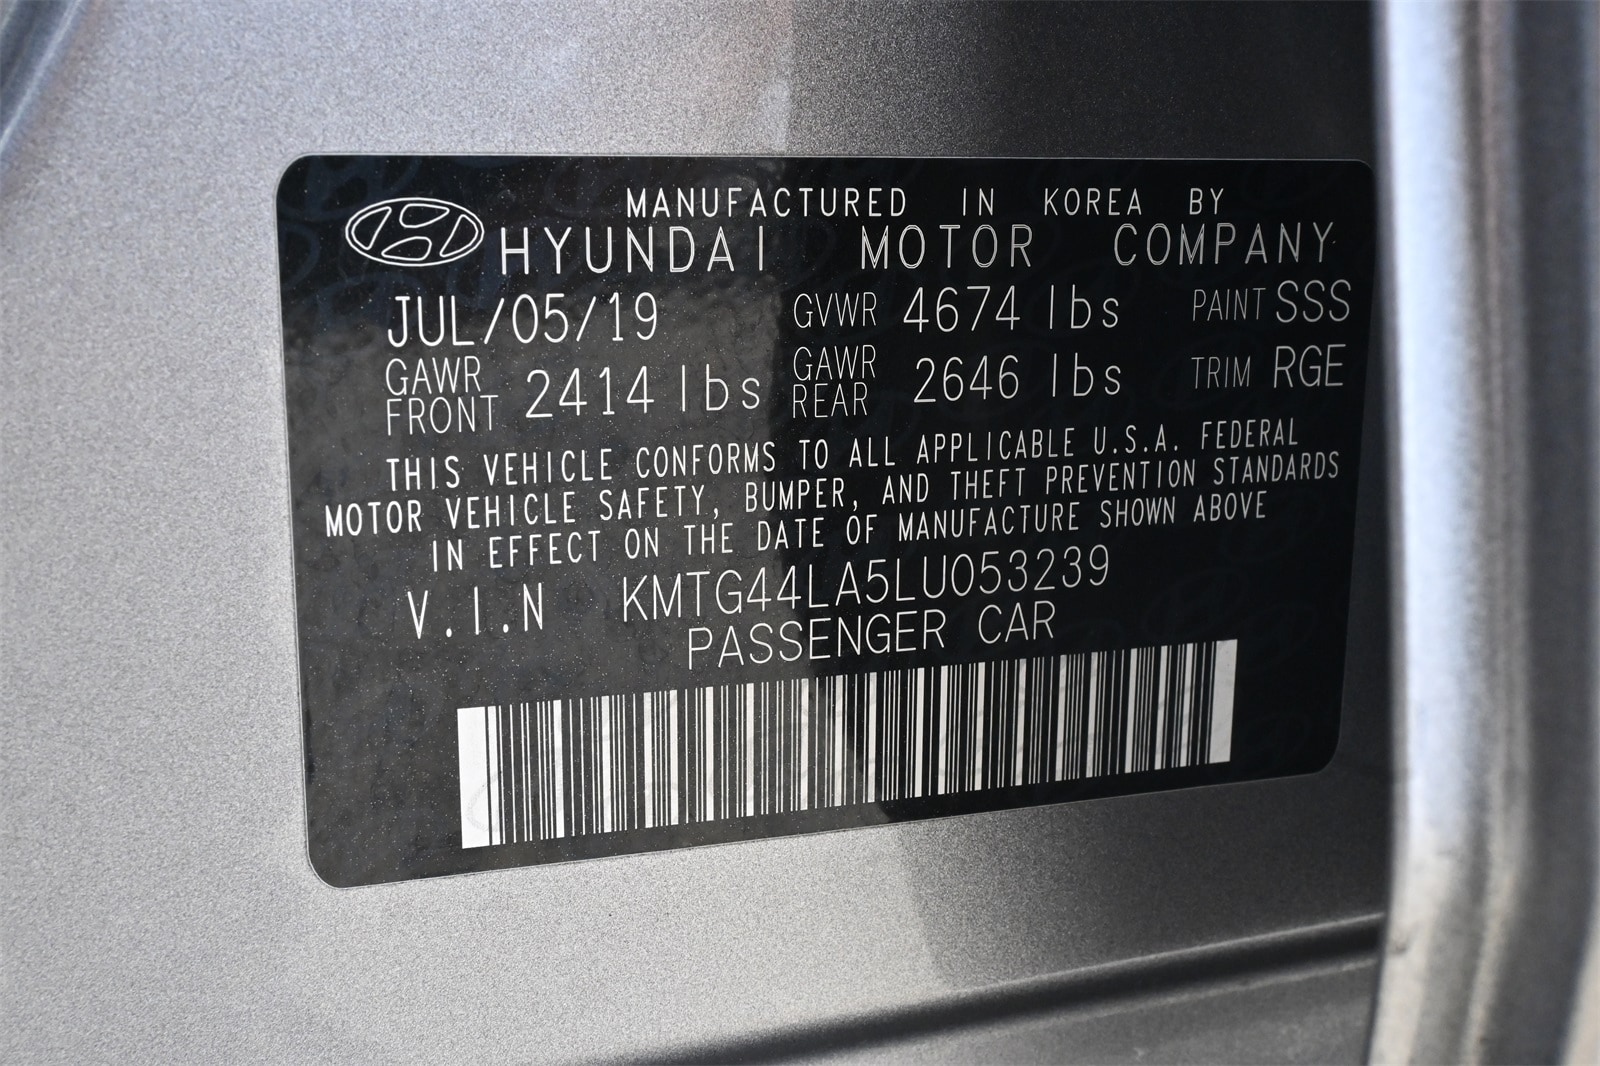 MANUFACTURED IN KOREA BY
HYUNDAI MOTOR COMPANY
JUL/05/19 GVWR 4674 lbs PAINT SSS
GAWR FRONT 2414 lbs GAWR REAR 2646 lbs TRIM RGE
THIS VEHICLE CONFORMS TO ALL APPLICABLE U.S.A. FEDERAL
MOTOR VEHICLE SAFETY, BUMPER, AND THEFT PREVENTION STANDARDS
IN EFFECT ON THE DATE OF MANUFACTURE SHOWN ABOVE
V.I.N KMTG44LA5LU053239
PASSENGER CAR